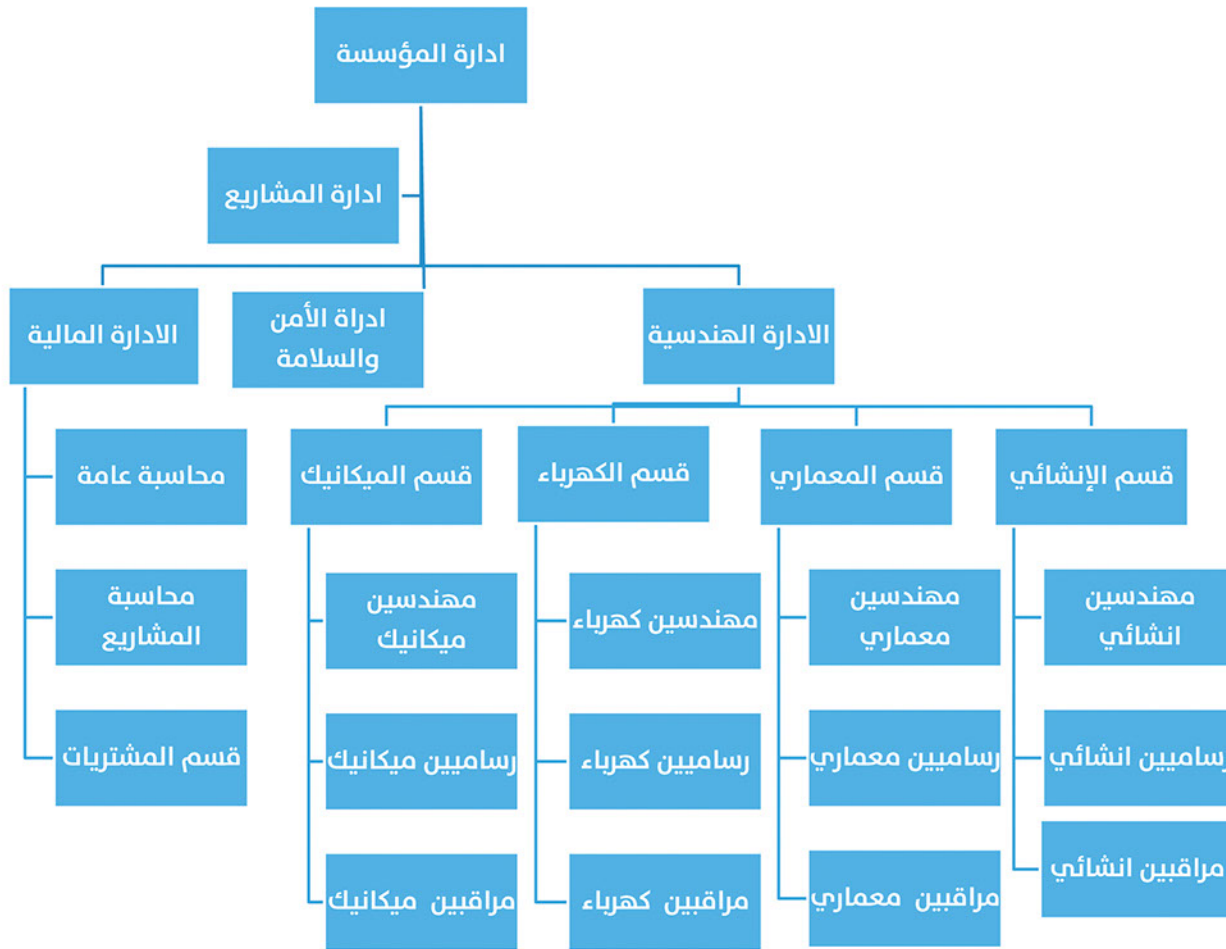 ادارة المؤسسة
ادارة المشاريع
الادارة الهندسية
ادراة الأمن
والسلامة
الادارة المالية
قسم الإنشائي
قسم المعماري
قسم الكهرباء
قسم الميكانيك
محاسبة عامة
مهندسين
انشائي
مهندسين
معماري
مهندسين كهرباء
مهندسين
ميكانيك
محاسبة
المشاريع
رساميين انشائي
رساميين معماري
رساميين كهرباء
رساميين ميكانيك
قسم المشتريات
مراقبين انشائي
مراقبين معماري
مراقبين كهرباء
مراقبين ميكانيك